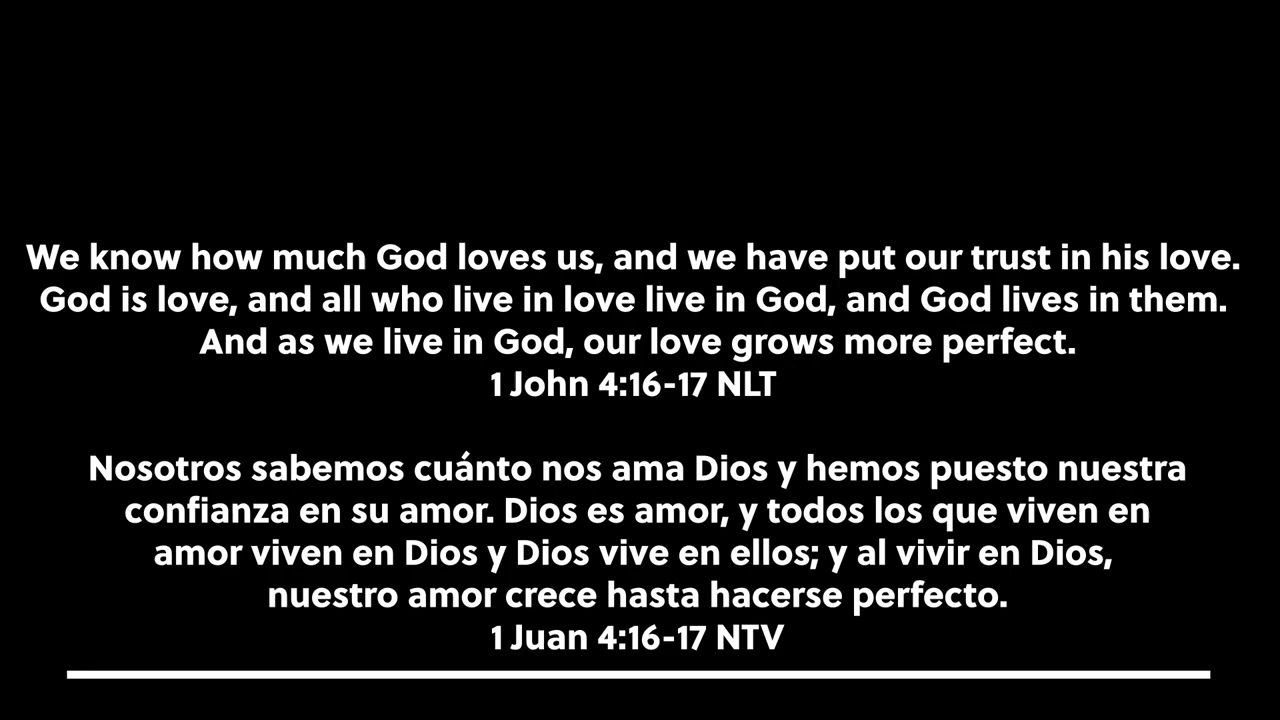 We know how much God loves us, and we have put our trust in his love.
God is love, and all who live in love live in God, and God lives in them.
And as we live in God, our love grows more perfect.
1 John 4:16-17 NLT
Nosotros sabemos cuánto nos ama Dios y hemos puesto nuestra
confianza en su amor. Dios es amor, y todos los que viven en
amor viven en Dios y Dios vive en ellos; y al vivir en Dios,
nuestro amor crece hasta hacerse perfecto.
1 Juan 4:16-17 NTV